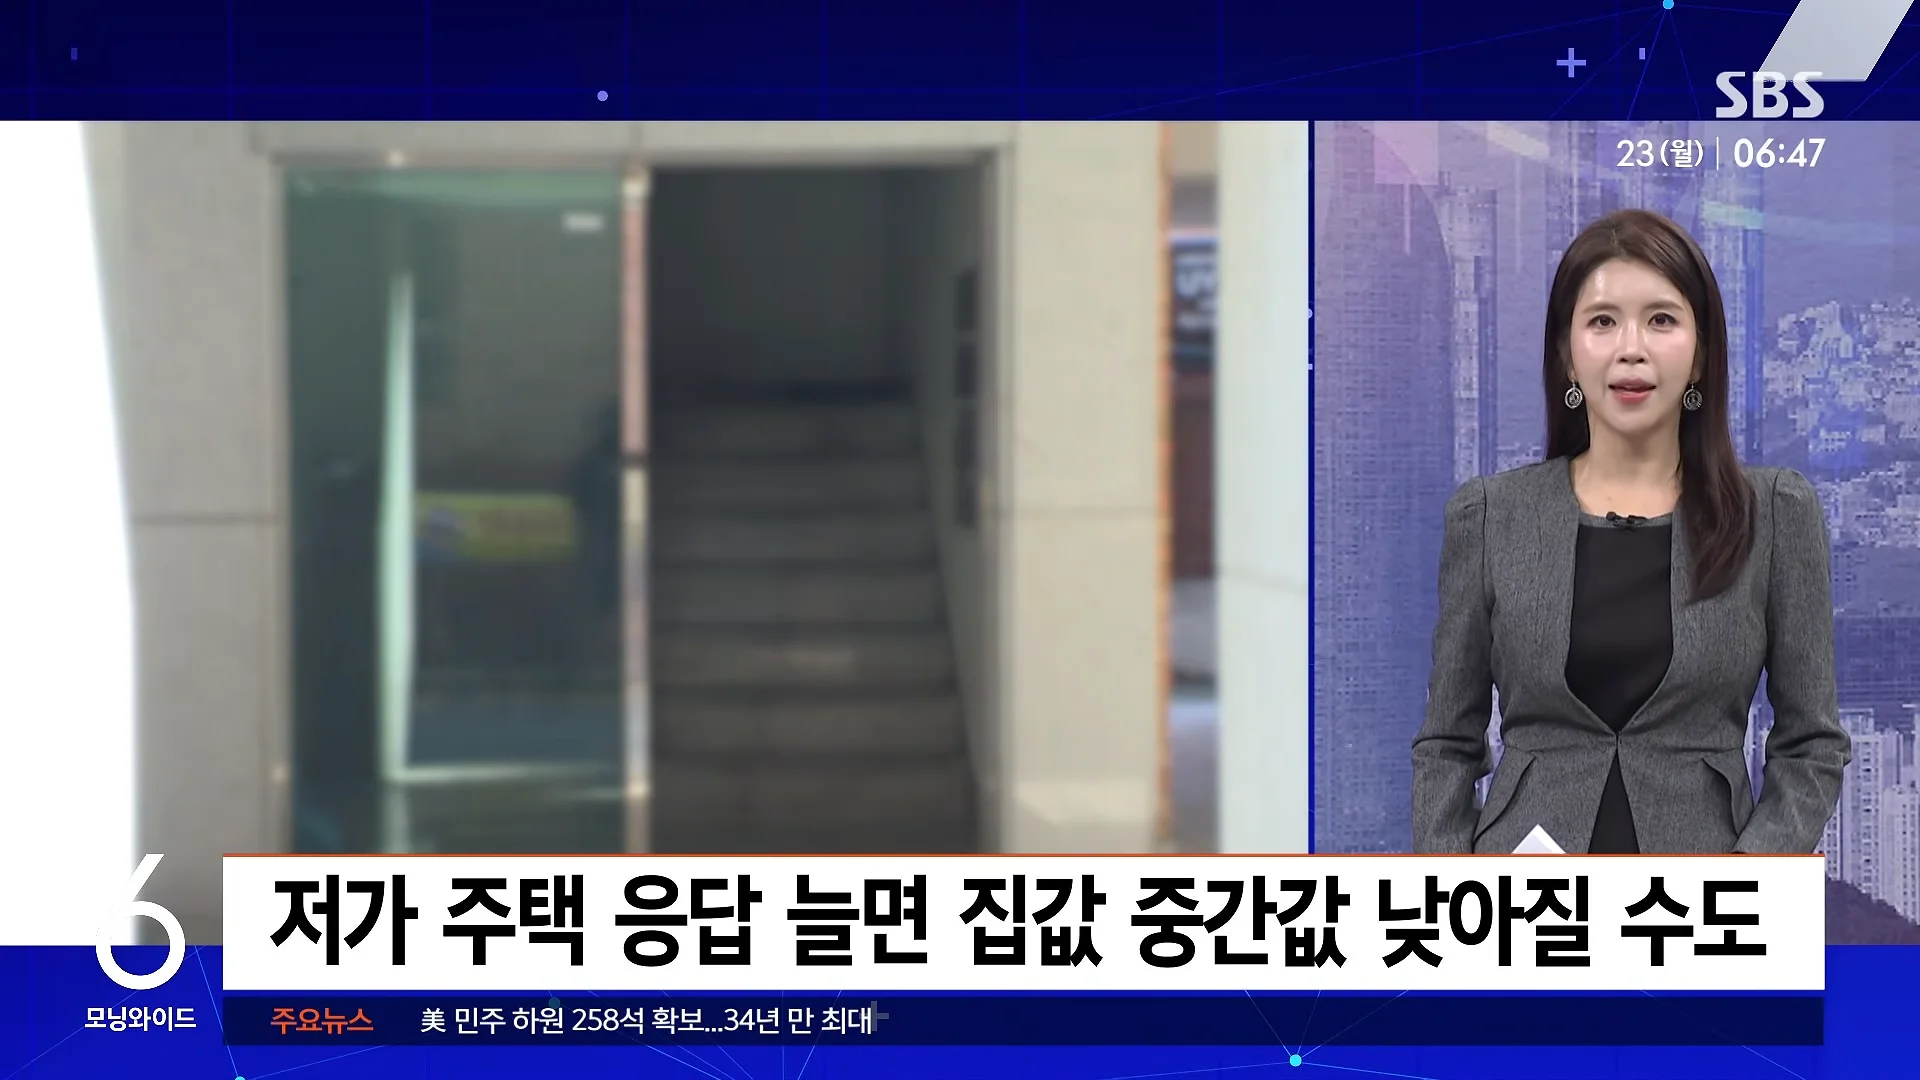 SBS
23(월) | 06:47
저가 주택 응답 늘면 집값 중간값 낮아질 수도
6
모닝와이드
주요뉴스 美 민주 하원 258석 확보...34년 만 최대